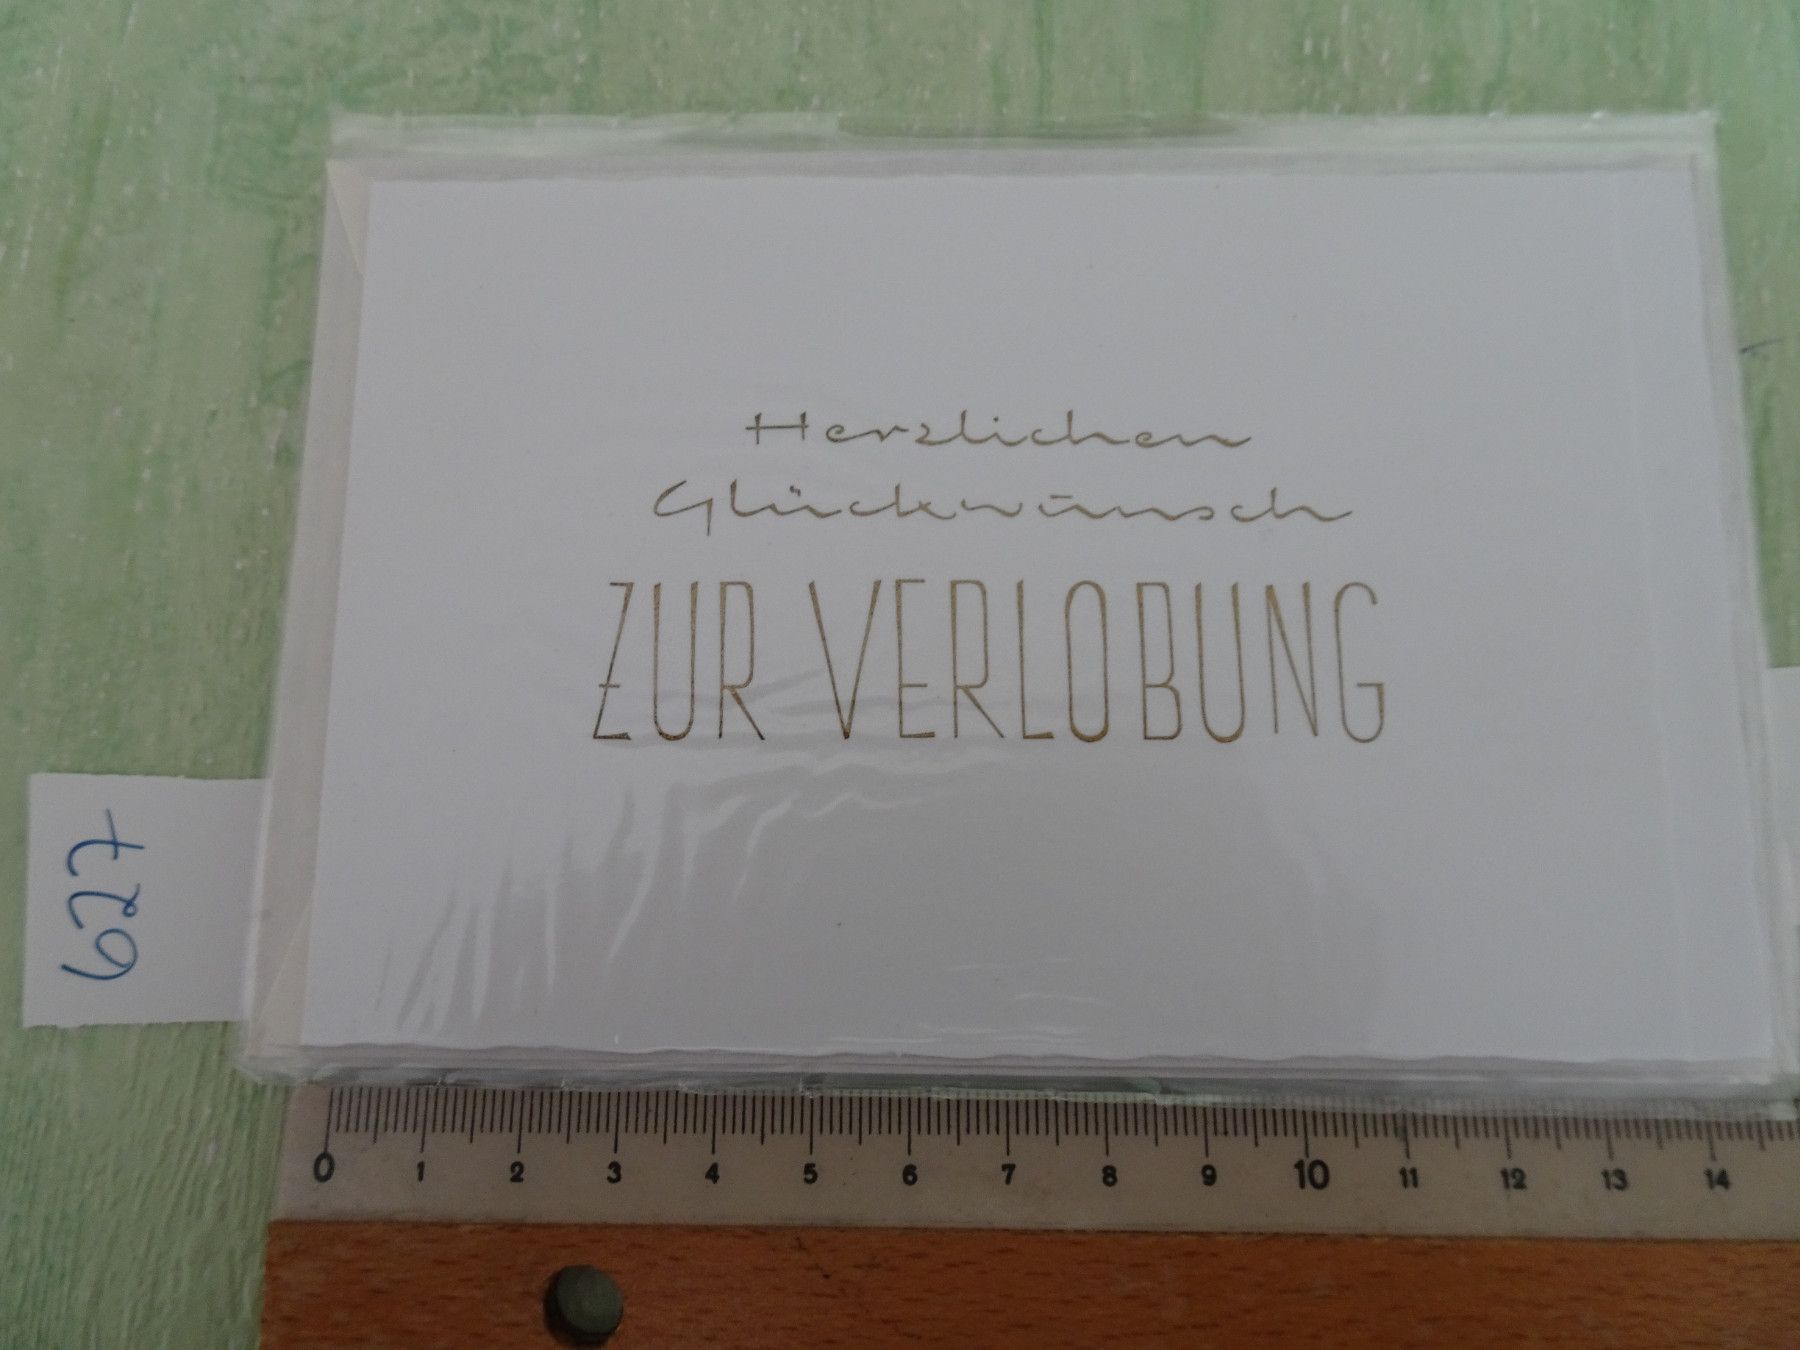 Herzlichen
Glückwunsch
ZUR VERLOBUNG
627
0 1 2 3 4 5 6 7 8 9 10 11 12 13 14